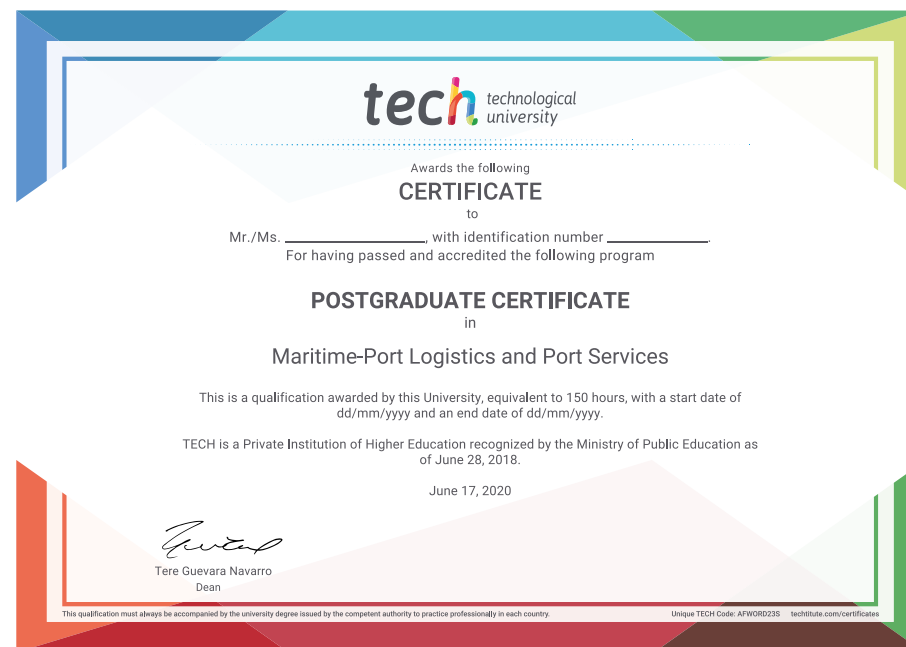 tech technological
university
Awards the following
CERTIFICATE
to
Mr./Ms. ____________________, with identification number ______________.
For having passed and accredited the following program
POSTGRADUATE CERTIFICATE
in
Maritime-Port Logistics and Port Services
This is a qualification awarded by this University, equivalent to 150 hours, with a start date of
dd/mm/yyyy and an end date of dd/mm/yyyy.
TECH is a Private Institution of Higher Education recognized by the Ministry of Public Education as
of June 28, 2018.
June 17, 2020
Tere Guevara Navarro
Dean
This qualification must always be accompanied by the university degree issued by the competent authority to practice professionally in each country. Unique TECH Code: AFWORD23S techtitute.com/certificates